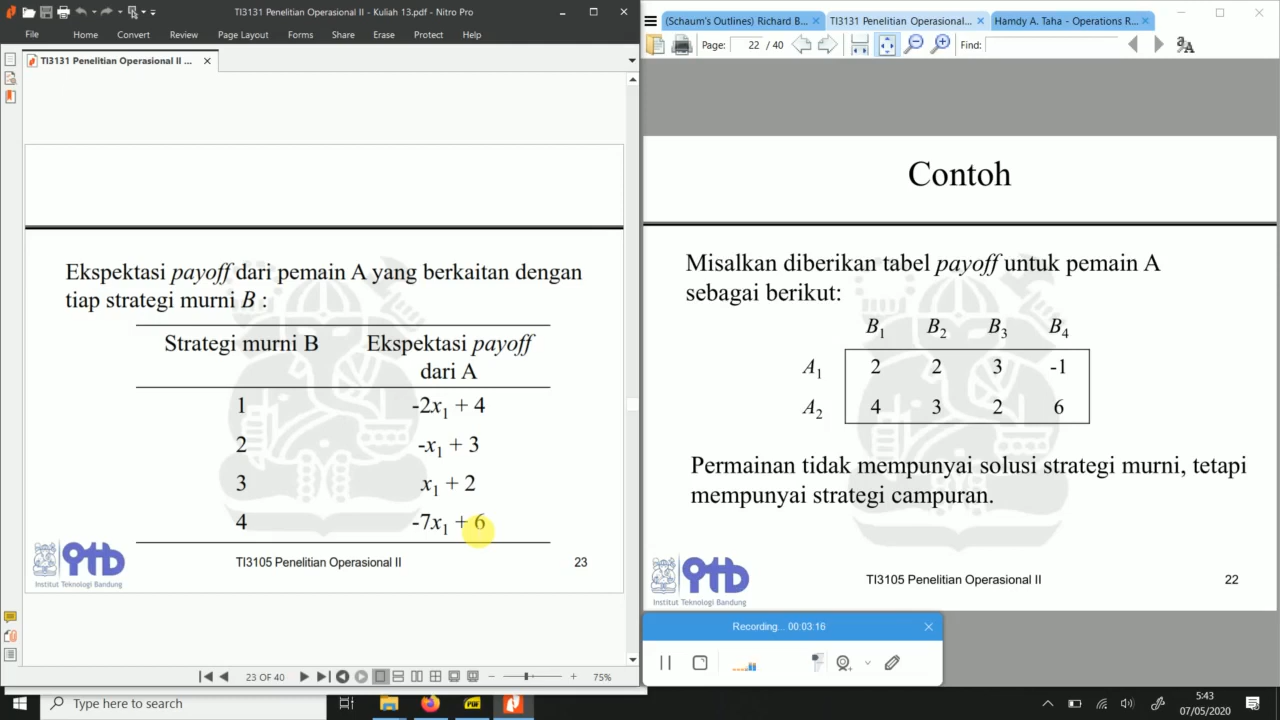 TI3131 Penelitian Operasional II - Kuliah 13.pdf - Nitro Pro
File Home Convert Review Page Layout Forms Share Erase Protect Help
TI3131 Penelitian Operasional II ...
Ekspektasi payoff dari pemain A yang berkaitan dengan
tiap strategi murni B :
Strategi murni B Ekspektasi payoff
dari A
1 -2x₁ + 4
2 -x₁ + 3
3 x₁ + 2
4 -7x₁ + 6
itb
Institut Teknologi Bandung
TI3105 Penelitian Operasional II 23
23 OF 40 75%
(Schaum's Outlines) Richard B... TI3131 Penelitian Operasional... Hamdy A. Taha - Operations R...
Page: 22 / 40 Find:
Contoh
Misalkan diberikan tabel payoff untuk pemain A
sebagai berikut:
B₁ B₂ B₃ B₄
A₁ 2 2 3 -1
A₂ 4 3 2 6
Permainan tidak mempunyai solusi strategi murni, tetapi
mempunyai strategi campuran.
itb
Institut Teknologi Bandung
TI3105 Penelitian Operasional II 22
Recording... 00:03:16
Type here to search
PDF
5:43
07/05/2020